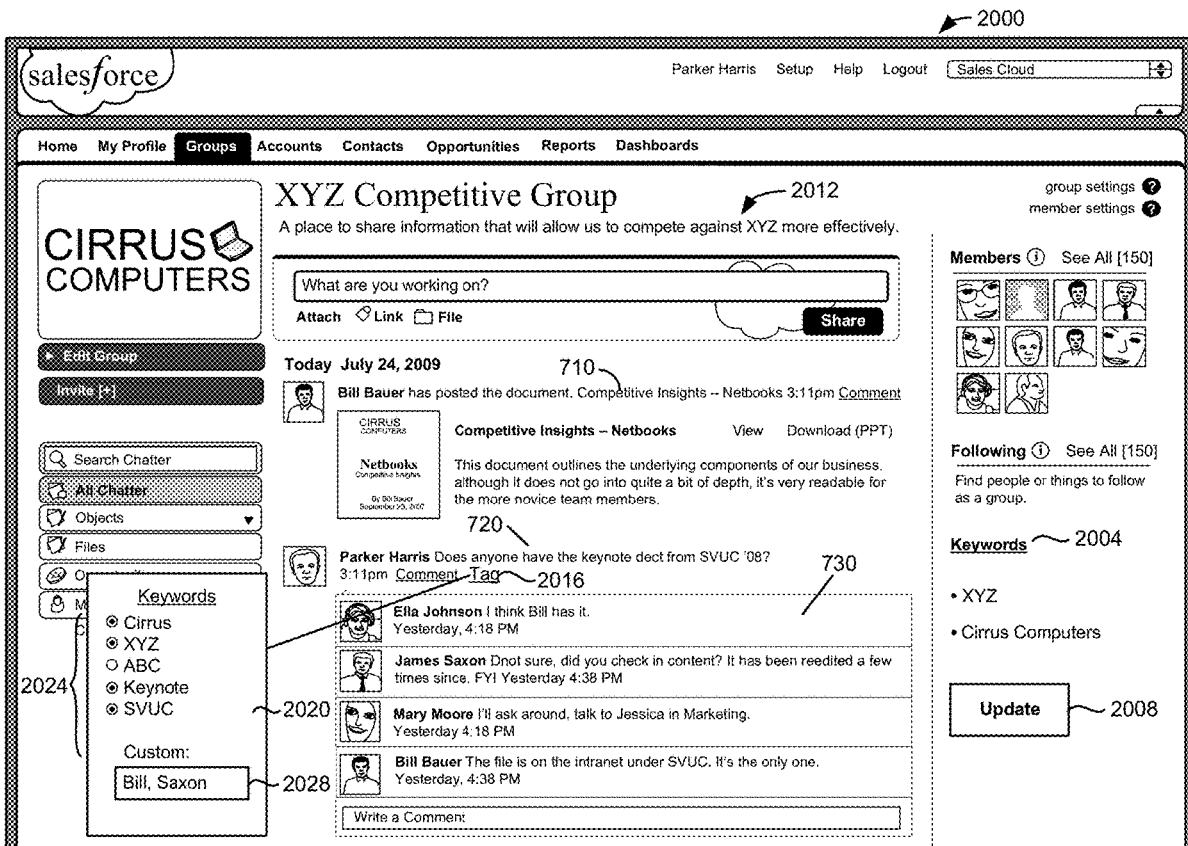 2000
salesforce
Parker Harris Setup Help Logout Sales Cloud
Home My Profile Groups Accounts Contacts Opportunities Reports Dashboards
CIRRUS
COMPUTERS
Edit Group
Invite [+]
Search Chatter
All Chatter
Objects
Files
O
M
C
Keywords
Cirrus
XYZ
ABC
Keynote
SVUC
Custom:
Bill, Saxon
2024
2020
2028
XYZ Competitive Group
2012
A place to share information that will allow us to compete against XYZ more effectively.
What are you working on?
Attach Link File
Share
Today July 24, 2009
710
Bill Bauer has posted the document. Competitive Insights -- Netbooks 3:11pm Comment
CIRRUS
COMPUTERS
Netbooks
Competitive Insights
By Bill Bauer
September 25, 2007
Competitive Insights – Netbooks View Download (PPT)
This document outlines the underlying components of our business,
although it does not go into quite a bit of depth, it's very readable for
the more novice team members.
720
Parker Harris Does anyone have the keynote dect from SVUC '08?
3:11pm Comment Tag
2016
730
Ella Johnson I think Bill has it.
Yesterday, 4:18 PM
James Saxon Dnot sure, did you check in content? It has been reedited a few
times since. FYI Yesterday 4:38 PM
Mary Moore I'll ask around, talk to Jessica in Marketing.
Yesterday 4:18 PM
Bill Bauer The file is on the intranet under SVUC. It's the only one.
Yesterday, 4:38 PM
Write a Comment
group settings ?
member settings ?
Members i See All [150]
Following i See All [150]
Find people or things to follow
as a group.
Keywords
2004
• XYZ
• Cirrus Computers
Update
2008